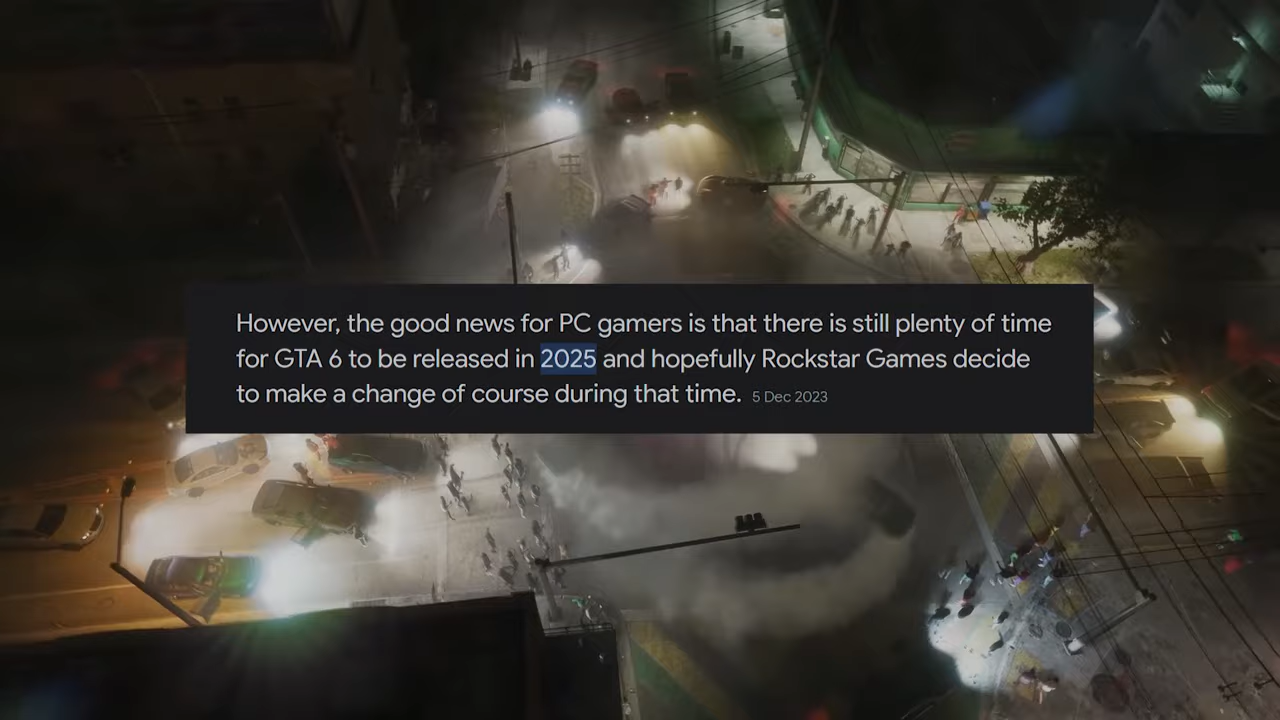 However, the good news for PC gamers is that there is still plenty of time
for GTA 6 to be released in 2025 and hopefully Rockstar Games decide
to make a change of course during that time. 5 Dec 2023